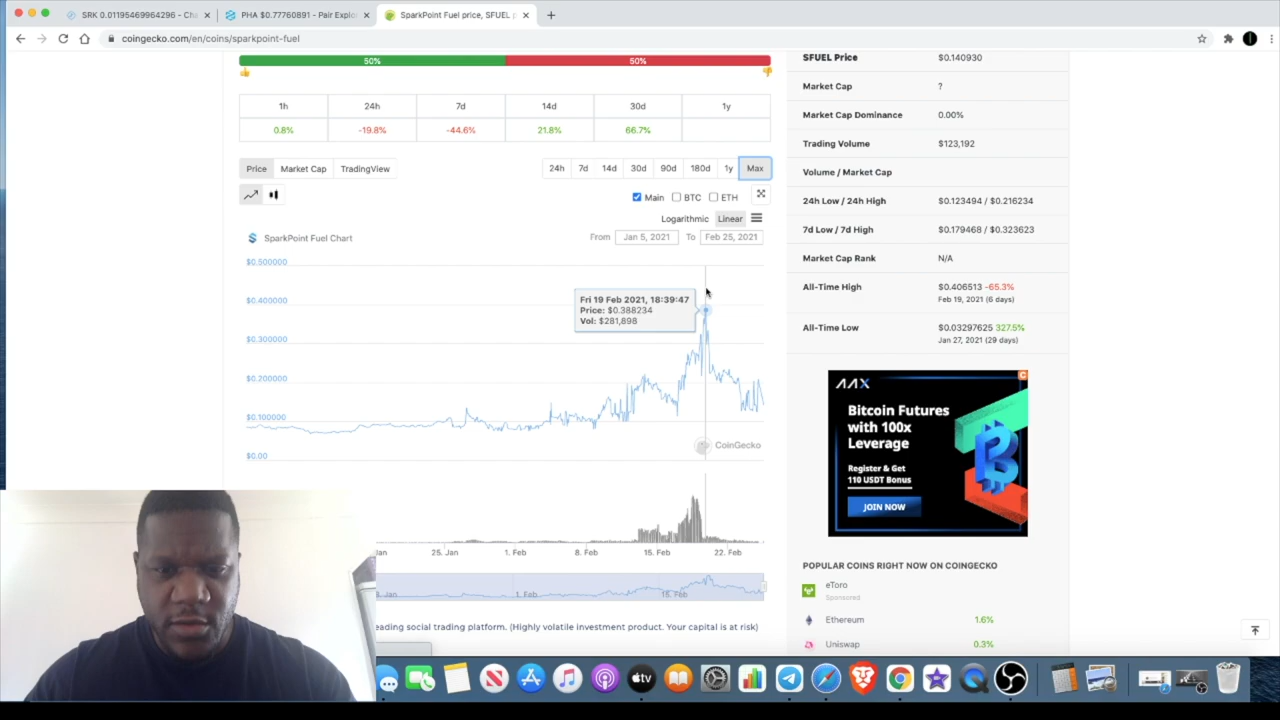 SRK 0.01195469964296 - Cha
PHA $0.77760891 - Pair Explo
SparkPoint Fuel price, SFUEL p
coingecko.com/en/coins/sparkpoint-fuel
50% 50%
1h 24h 7d 14d 30d 1y
0.8% -19.8% -44.6% 21.8% 66.7%
Price Market Cap TradingView
24h 7d 14d 30d 90d 180d 1y Max
Main BTC ETH
Logarithmic Linear
SparkPoint Fuel Chart
From Jan 5, 2021 To Feb 25, 2021
$0.500000
$0.400000
$0.300000
$0.200000
$0.100000
$0.00
Fri 19 Feb 2021, 18:39:47
Price: $0.388234
Vol: $281,898
CoinGecko
Jan 25. Jan 1. Feb 8. Feb 15. Feb 22. Feb
Jan 1. Feb 15. Feb
eading social trading platform. (Highly volatile investment product. Your capital is at risk)
SFUEL Price $0.140930
Market Cap ?
Market Cap Dominance 0.00%
Trading Volume $123,192
Volume / Market Cap
24h Low / 24h High $0.123494 / $0.216234
7d Low / 7d High $0.179468 / $0.323623
Market Cap Rank N/A
All-Time High $0.406513 -65.3%
Feb 19, 2021 (6 days)
All-Time Low $0.03297625 327.5%
Jan 27, 2021 (29 days)
AAX
Bitcoin Futures
with 100x
Leverage
Register & Get
110 USDT Bonus
JOIN NOW
POPULAR COINS RIGHT NOW ON COINGECKO
eToro
Sponsored
Ethereum 1.6%
Uniswap 0.3%
tv